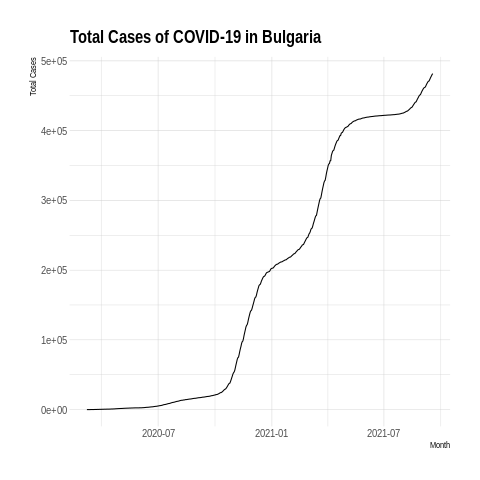 Total Cases of COVID-19 in Bulgaria
Total Cases
5e+05
4e+05
3e+05
2e+05
1e+05
0e+00
2020-07
2021-01
2021-07
Month